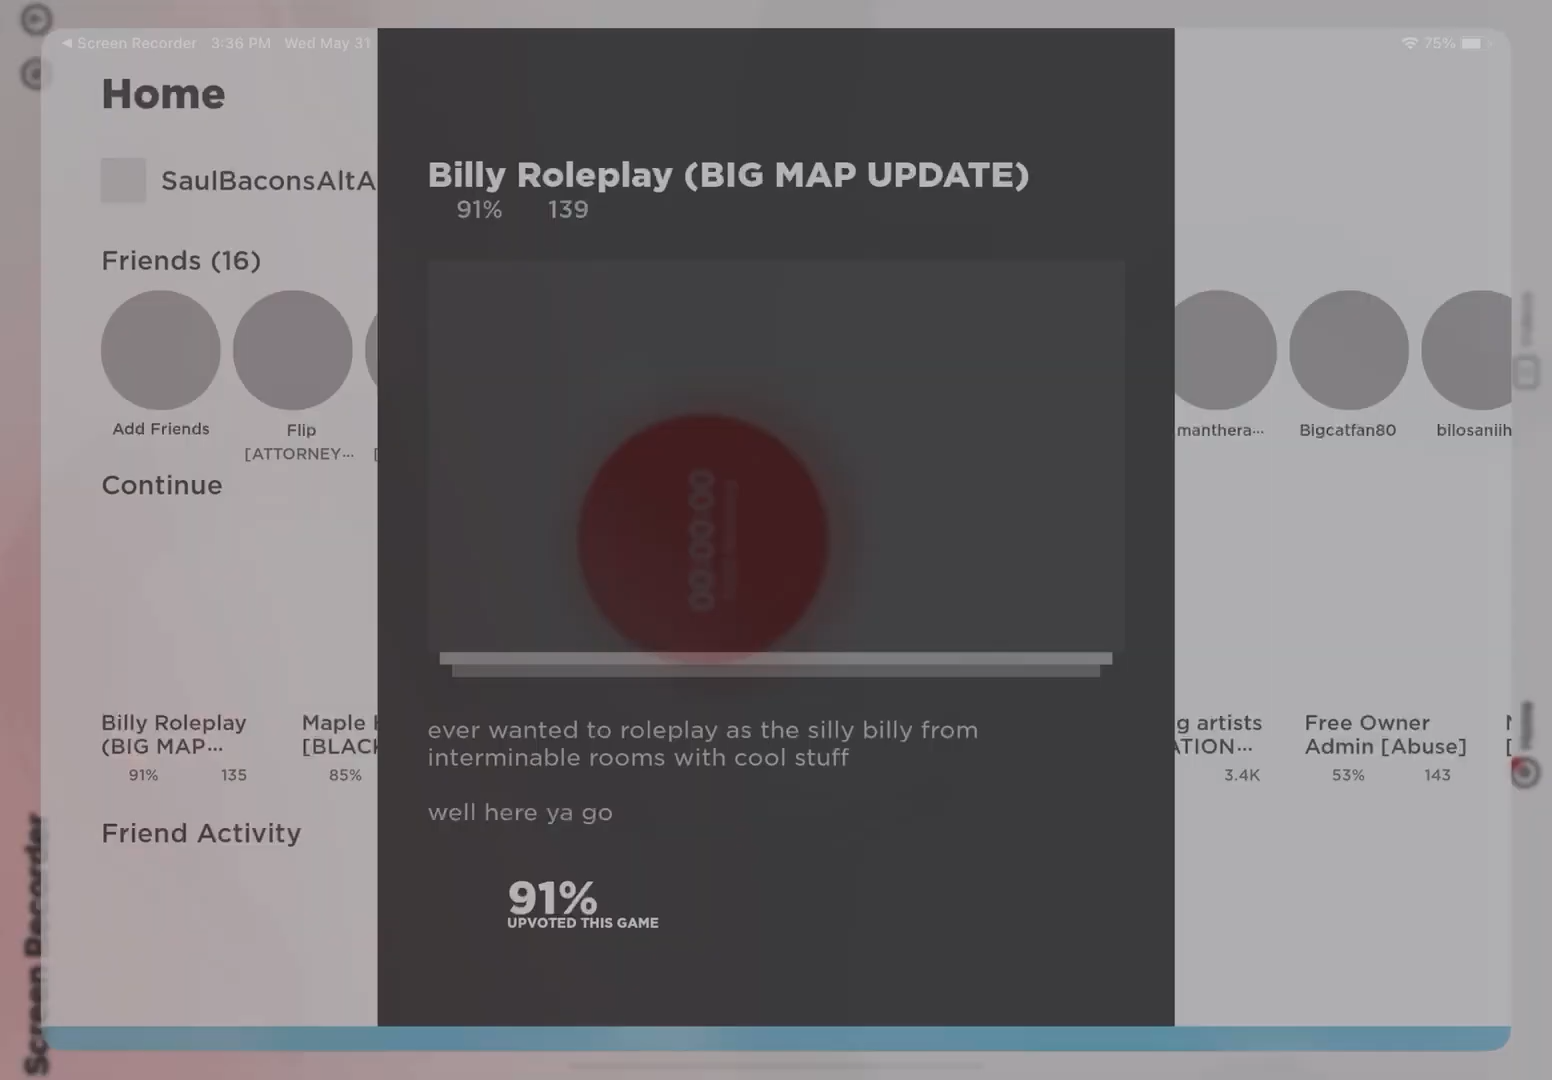 Screen Recorder 3:36 PM Wed May 31
75%
Home
SaulBaconsAltA
Friends (16)
Add Friends
Flip
[ATTORNEY...
manthera...
Bigcatfan80
bilosaniih
Continue
Billy Roleplay
(BIG MAP...
91% 135
Maple
[BLACK
85%
g artists
ATION...
3.4K
Free Owner
Admin [Abuse]
53% 143
Friend Activity
Billy Roleplay (BIG MAP UPDATE)
91% 139
00:00:00
ever wanted to roleplay as the silly billy from
interminable rooms with cool stuff
well here ya go
91%
UPVOTED THIS GAME
Screen Recorder